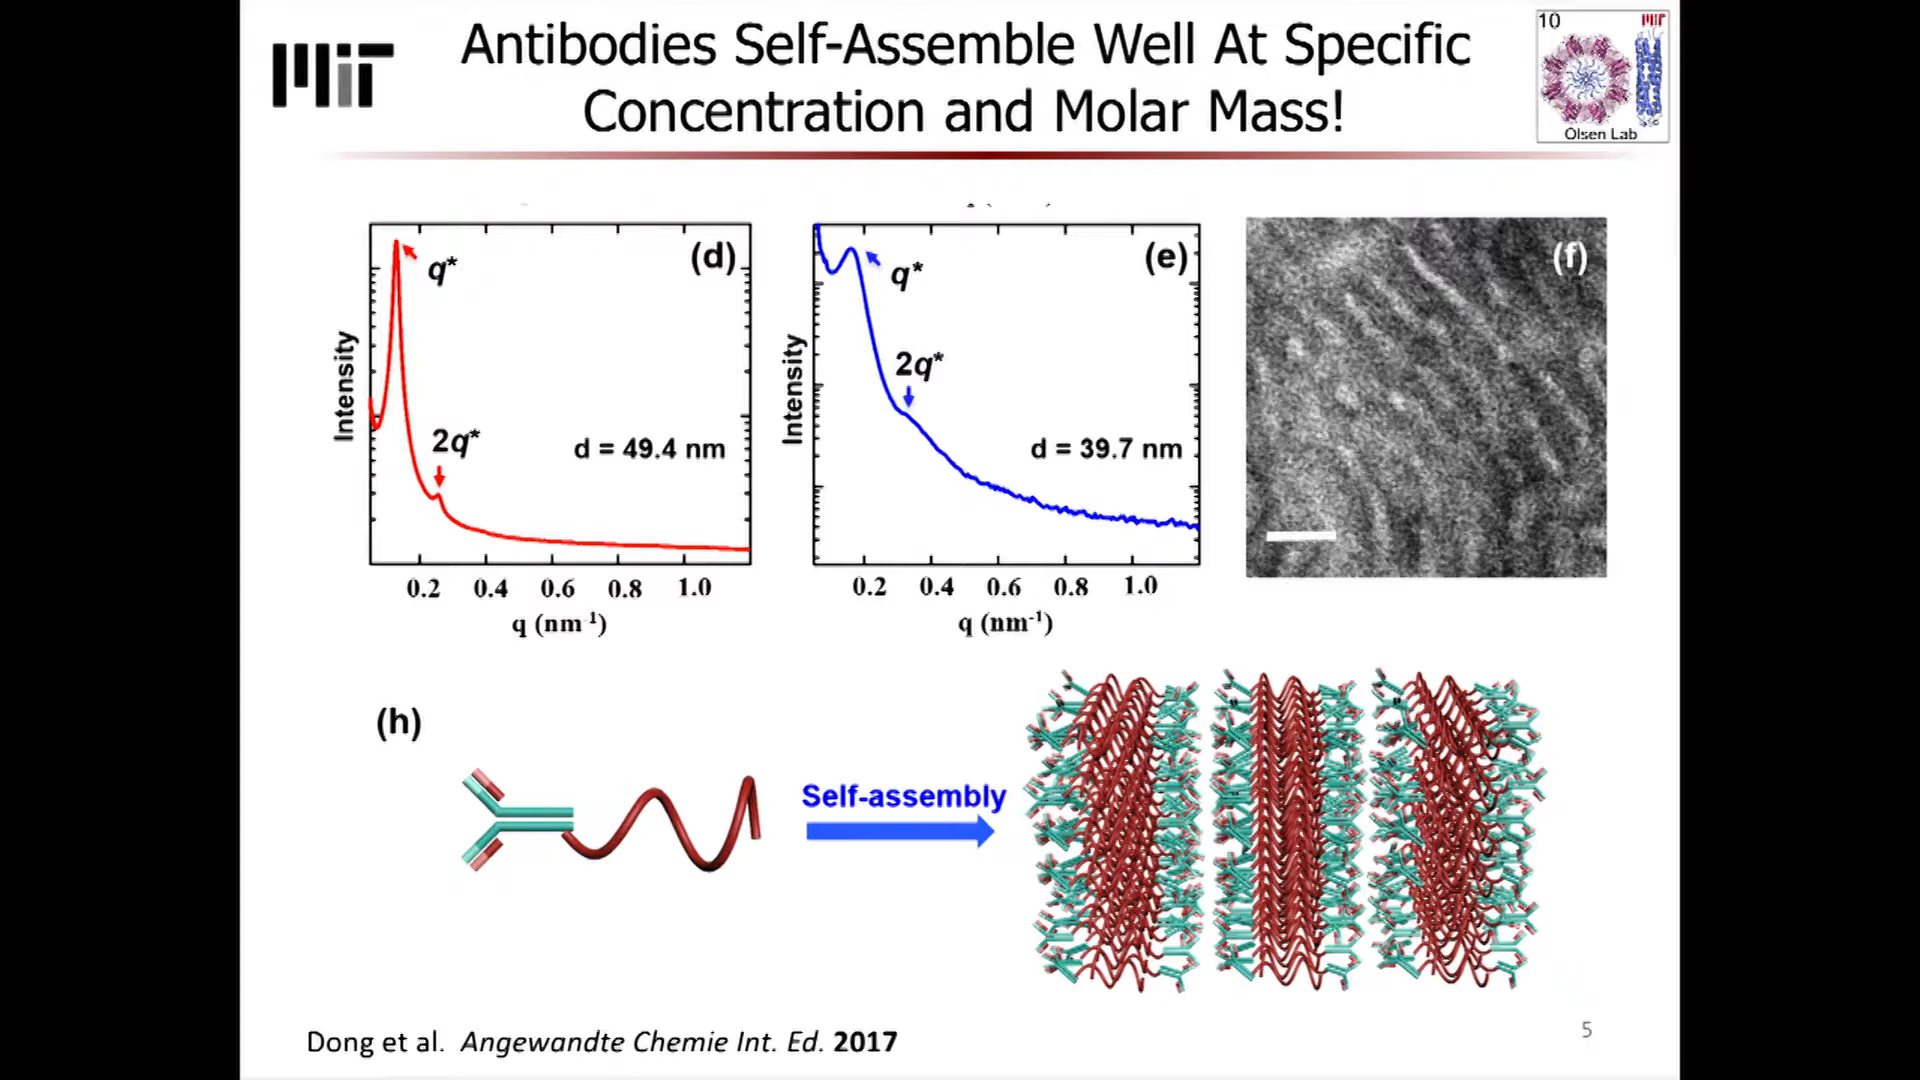 MIT
Antibodies Self-Assemble Well At Specific
Concentration and Molar Mass!
10
MIT
Olsen Lab
(d)
q*
2q*
d = 49.4 nm
Intensity
0.2 0.4 0.6 0.8 1.0
q (nm-1)
(e)
q*
2q*
d = 39.7 nm
Intensity
0.2 0.4 0.6 0.8 1.0
q (nm-1)
(f)
(h)
Self-assembly
Dong et al. Angewandte Chemie Int. Ed. 2017
5